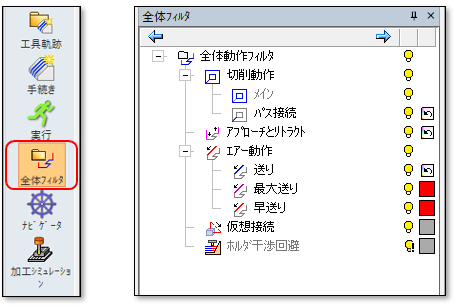 工具軌跡
手続き
実行
全体フィルタ
ナビゲータ
加工シミュレーショ
ン
全体フィルタ
全体動作フィルタ
切削動作
メイン
パス接続
アプローチとリトラクト
エアー動作
送り
最大送り
早送り
仮想接続
ホルダ干渉回避